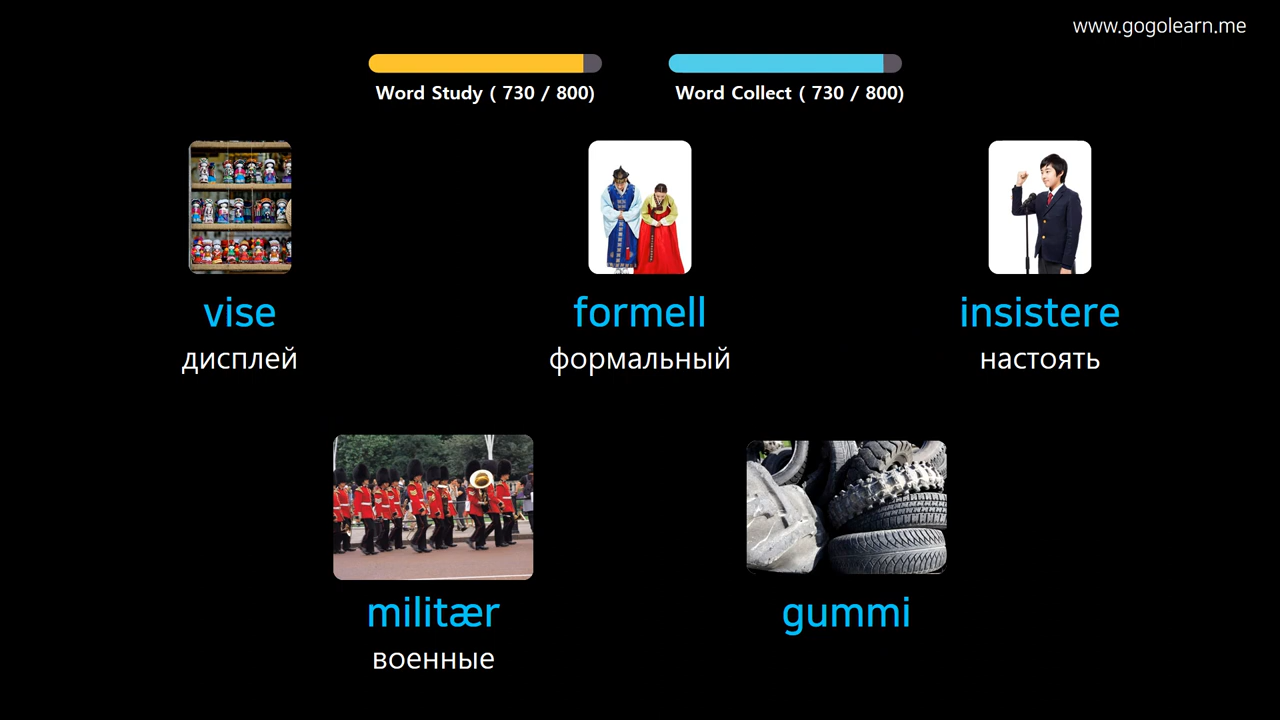 www.gogolearn.me
Word Study ( 730 / 800)
Word Collect ( 730 / 800)
vise
formell
insistere
дисплей
формальный
настоять
militær
gummi
военные